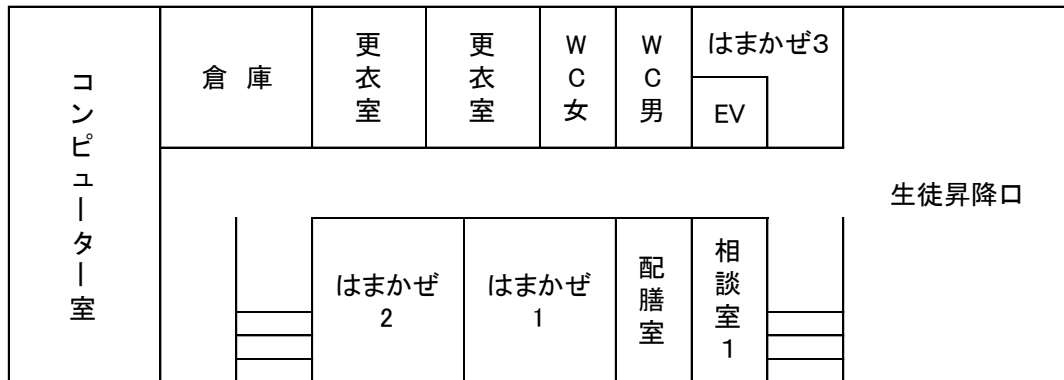 コンピューター室
倉庫
更衣室
更衣室
WC女
WC男
はまかぜ3
EV
生徒昇降口
はまかぜ
2
はまかぜ
1
配膳室
相談室1